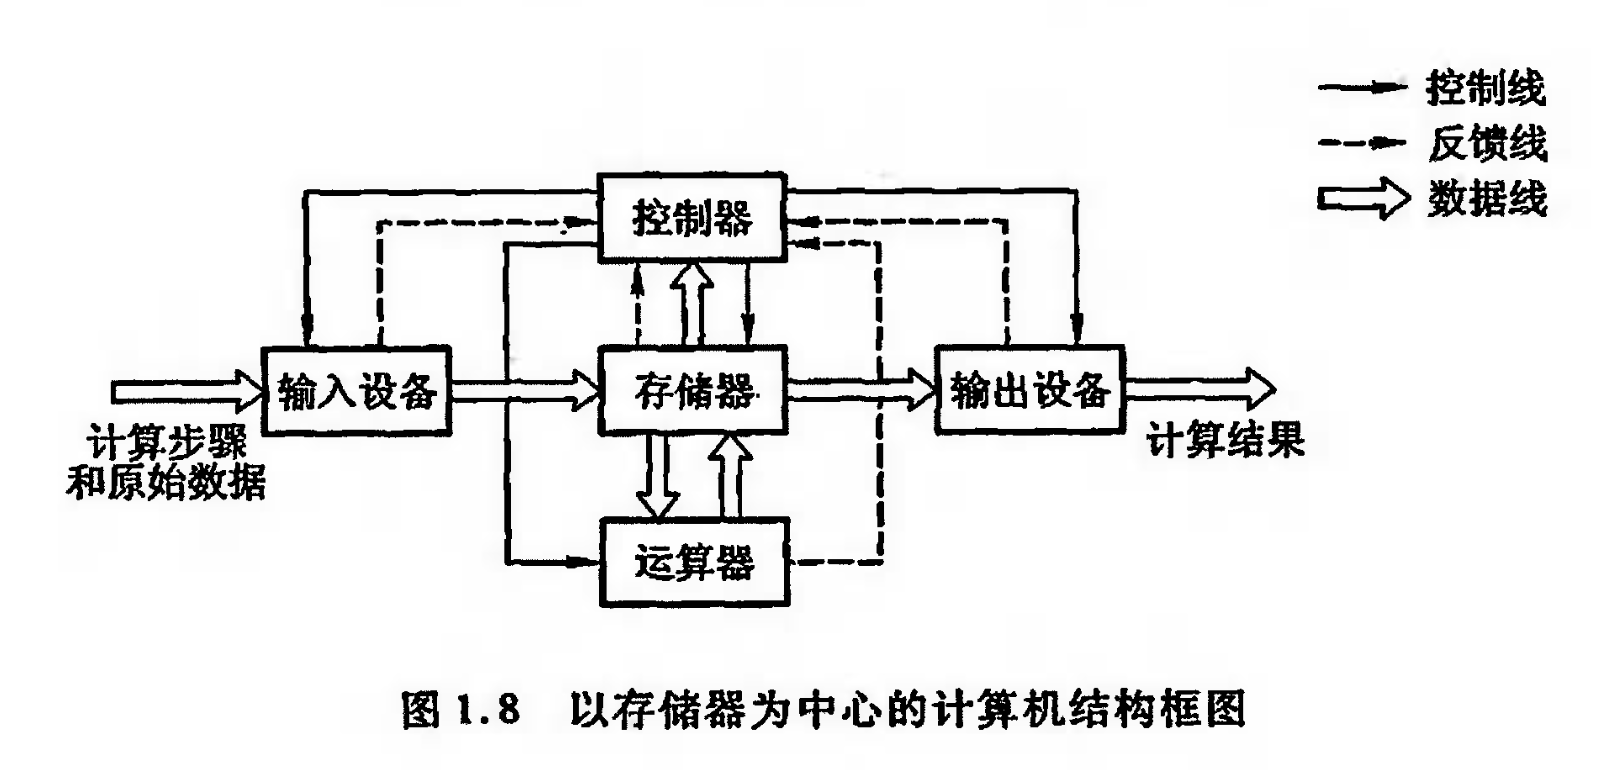 控制线
反馈线
数据线
控制器
输入设备
存储器
输出设备
计算步骤
和原始数据
计算结果
运算器
图 1.8 以存储器为中心的计算机结构框图